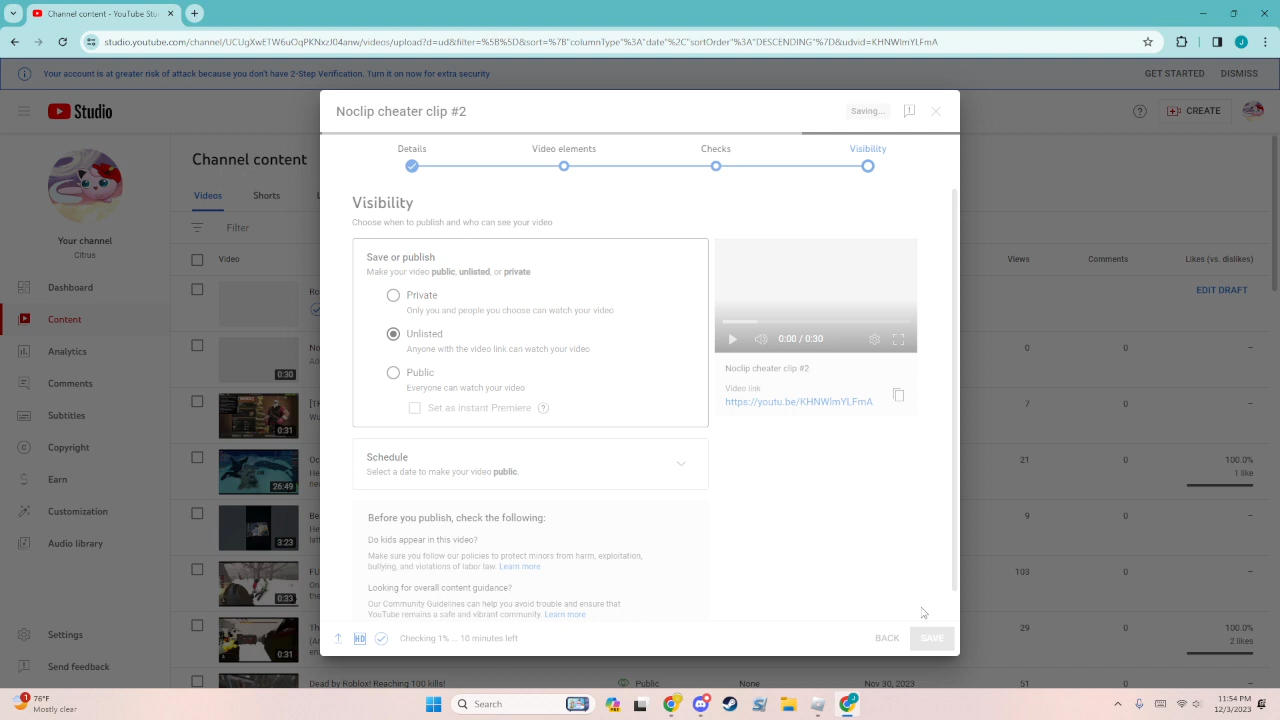 studio.youtube.com/channel/UCgXwETW6uOqPKNxzJ04anw/videos/upload?d=ud&filter=%5B%5D&sort=%7B"columnType"%3A"date"%2C"sortOrder"%3A"DESCENDING"%7D&udvid=KHNWlmYLFmA
Your account is at greater risk of attack because you don't have 2-Step Verification. Turn it on to add extra security
GET STARTED
DISMISS
Studio
CREATE
Noclip cheater clip #2
Saving...
Details
Video elements
Checks
Visibility
Channel content
Videos
Shorts
L
Filter
Your channel
Citrus
Video
Views
Comments
Likes (vs. dislikes)
Dashboard
Content
Analytics
Comments
Subtitles
Copyright
Earn
Customization
Audio library
Settings
Send feedback
Visibility
Choose when to publish and who can see your video
Save or publish
Make your video public, unlisted, or private
Private
Only you and people you choose can watch your video
Unlisted
Anyone with the video link can watch your video
Public
Everyone can watch your video
Set as instant Premiere
Schedule
Select a date to make your video public.
Before you publish, check the following:
Do kids appear in this video?
Make sure you follow our policies to protect minors from harm, exploitation,
bullying, and violations of labor law. Learn more
Looking for overall content guidance?
Our Community Guidelines can help you avoid trouble and ensure that
YouTube remains a safe and vibrant community. Learn more
0:00 / 0:30
Noclip cheater clip #2
Video link
https://youtu.be/KHNWlmYLFmA
EDIT DRAFT
0:30
0:31
26:49
3:23
0:33
0:31
0 0 –
7 0 –
21 0 100.0%
1 like
9 0 –
103 0 –
29 0 100.0%
2 likes
HD
Checking 1% ... 10 minutes left
BACK
SAVE
Dead by Robin 100 kills!
Public
Nov 30, 2023
51 0 –
71°F
Mostly clear
Search
11:54 PM
12/3/2023